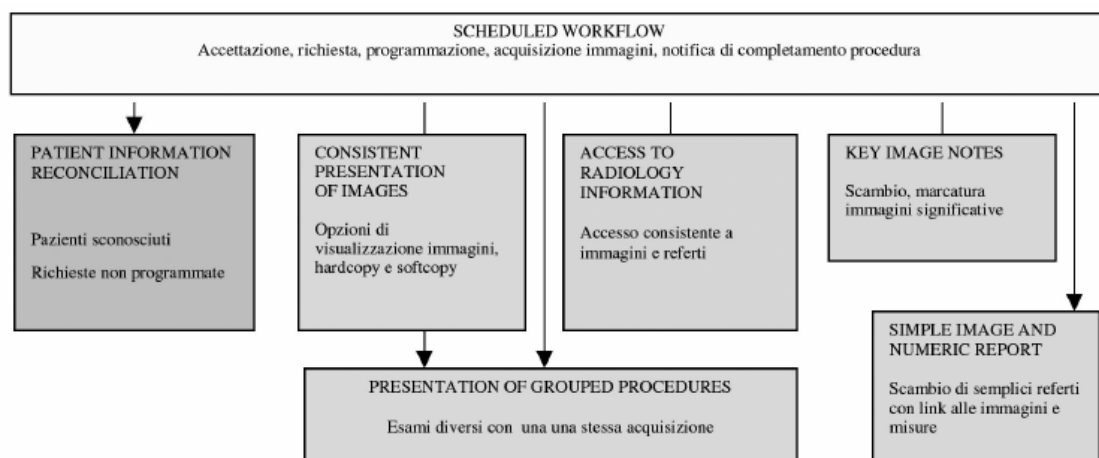 SCHEDULED WORKFLOW
Accettazione, richiesta, programmazione, acquisizione immagini, notifica di completamento procedura
PATIENT INFORMATION
RECONCILIATION
Pazienti sconosciuti
Richieste non programmate
CONSISTENT
PRESENTATION
OF IMAGES
Opzioni di
visualizzazione immagini,
hardcopy e softcopy
ACCESS TO
RADIOLOGY
INFORMATION
Accesso consistente a
immagini e referti
KEY IMAGE NOTES
Scambio, marcatura
immagini significative
PRESENTATION OF GROUPED PROCEDURES
Esami diversi con una una stessa acquisizione
SIMPLE IMAGE AND
NUMERIC REPORT
Scambio di semplici referti
con link alle immagini e
misure